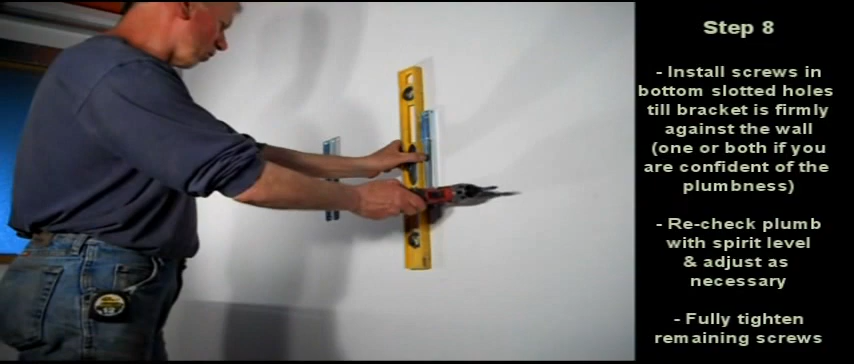 Step 8
- Install screws in
bottom slotted holes
till bracket is firmly
against the wall
(one or both if you
are confident of the
plumbness)
- Re-check plumb
with spirit level
& adjust as
necessary
- Fully tighten
remaining screws